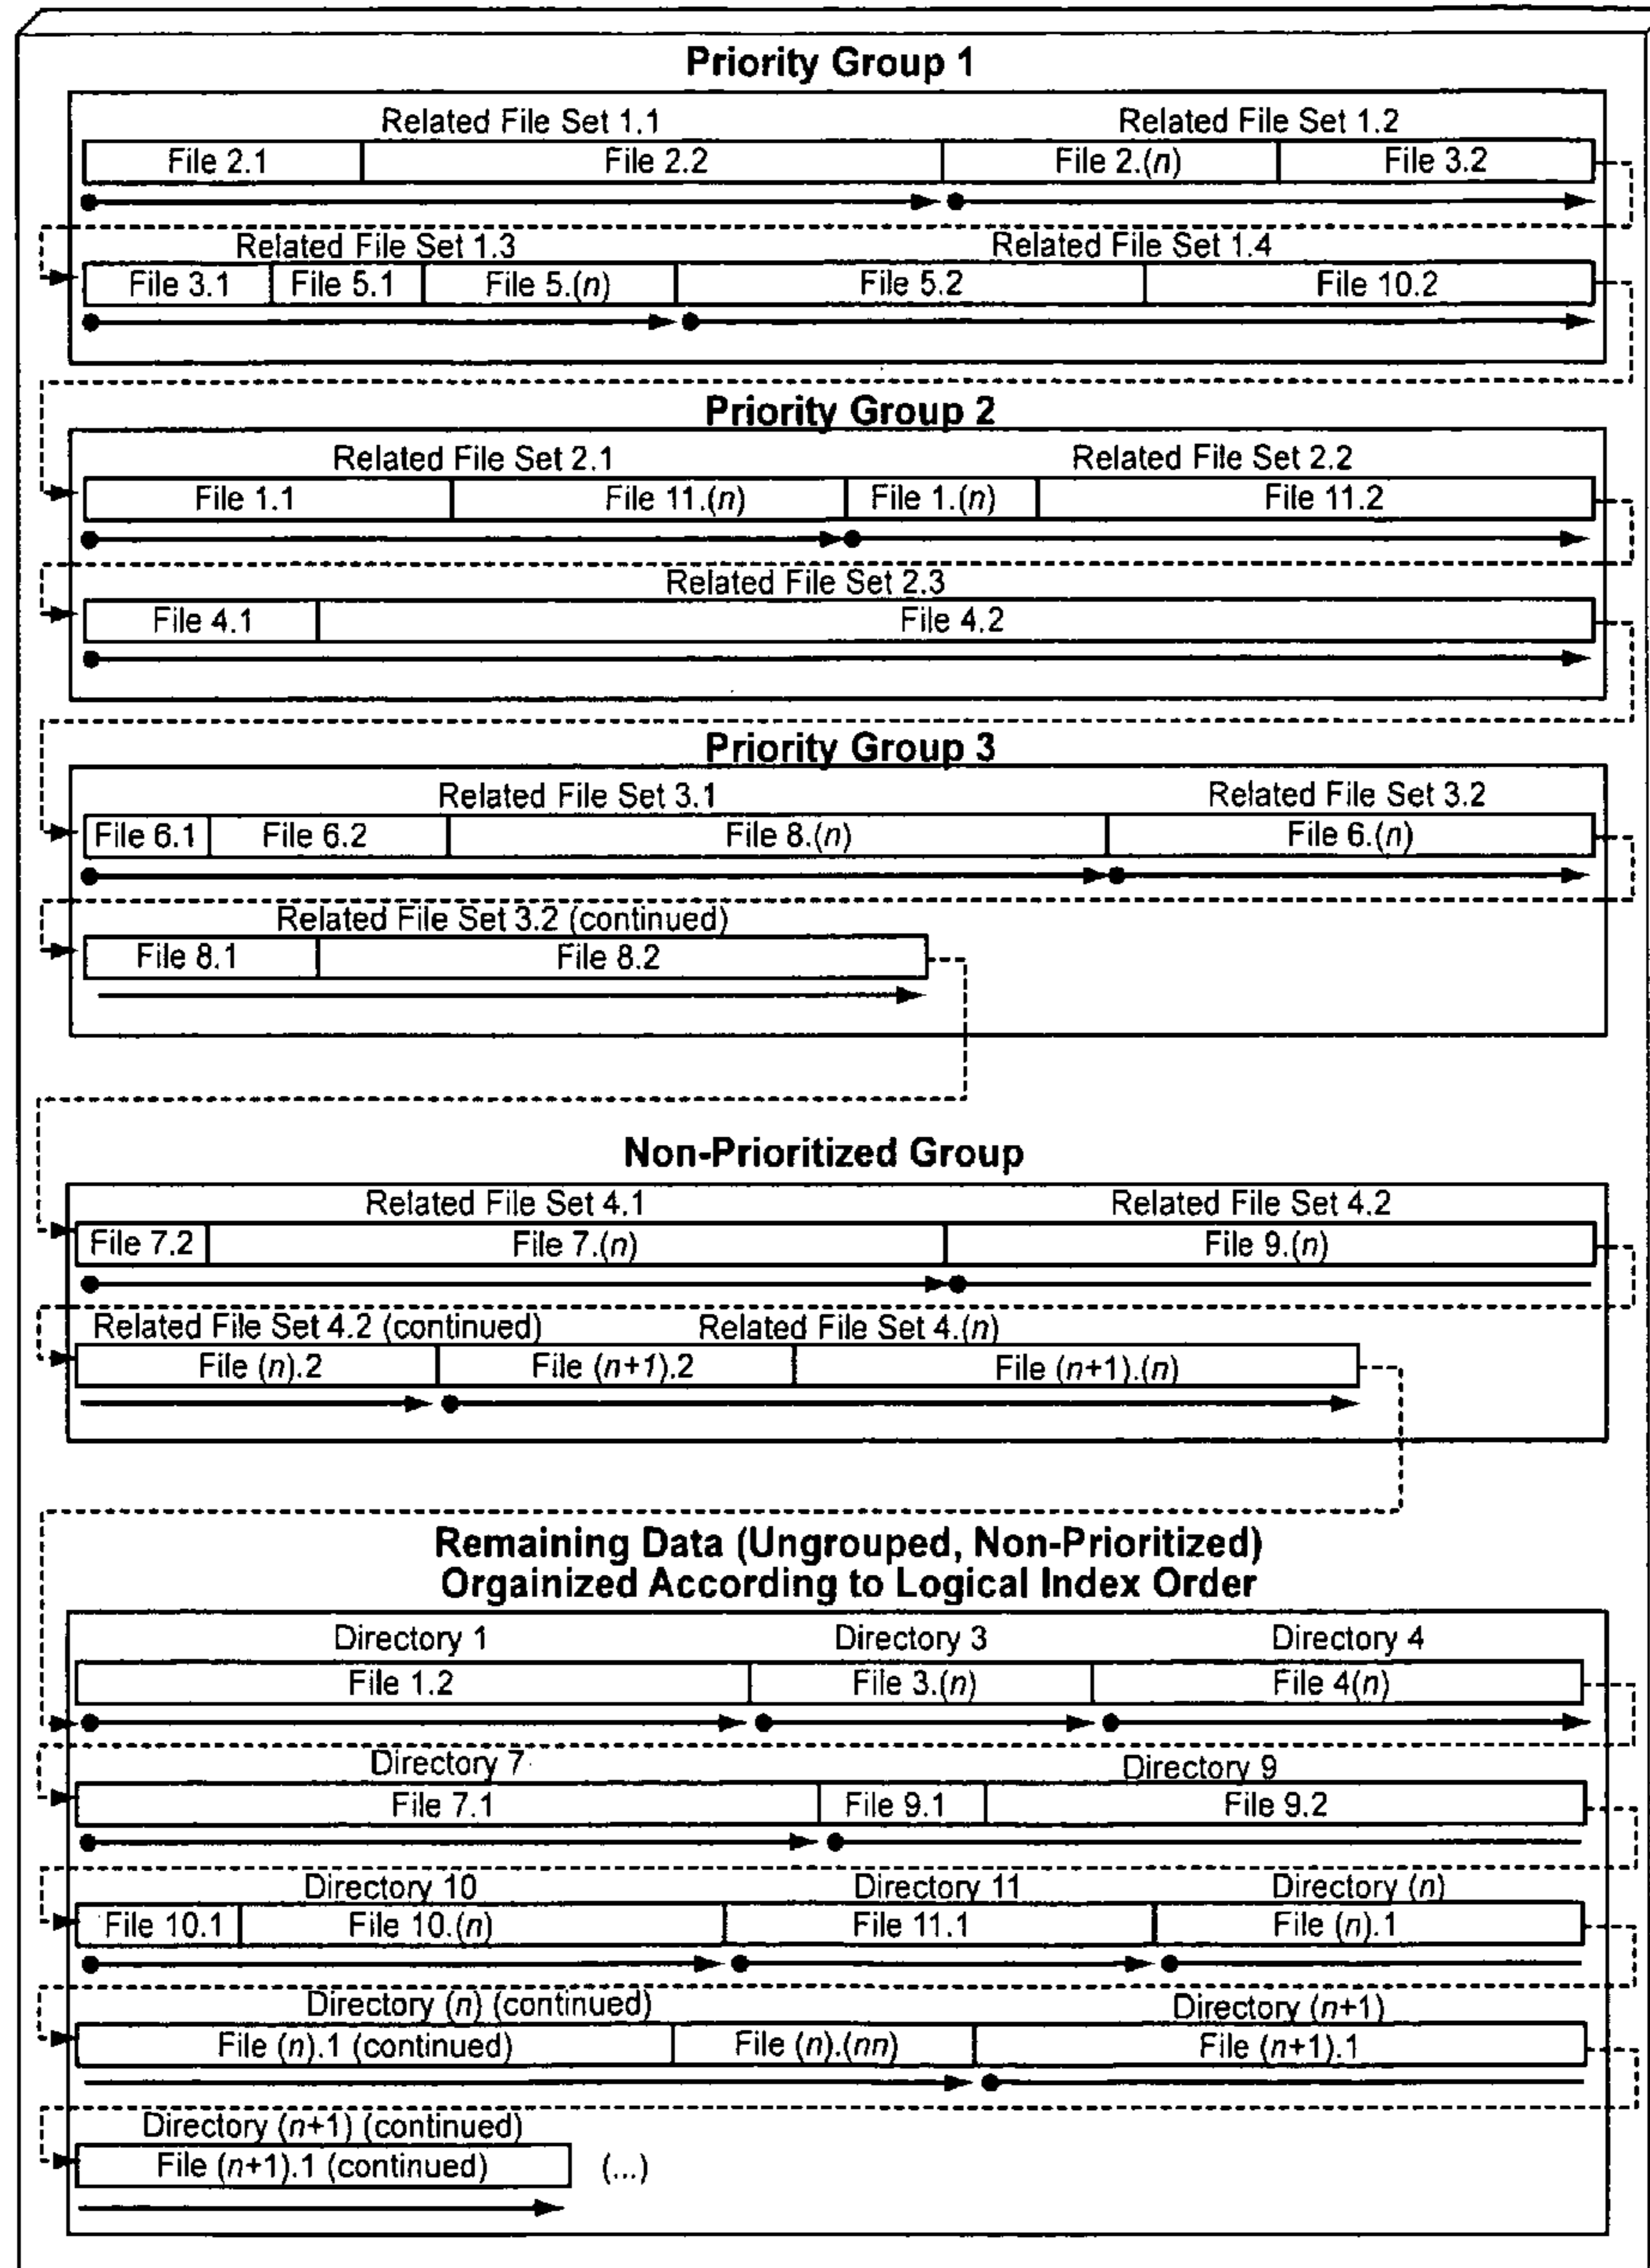 Priority Group 1
Related File Set 1.1 Related File Set 1.2
File 2.1 File 2.2 File 2.(n) File 3.2
Related File Set 1.3 Related File Set 1.4
File 3.1 File 5.1 File 5.(n) File 5.2 File 10.2
Priority Group 2
Related File Set 2.1 Related File Set 2.2
File 1.1 File 11.(n) File 1.(n) File 11.2
Related File Set 2.3
File 4.1 File 4.2
Priority Group 3
Related File Set 3.1 Related File Set 3.2
File 6.1 File 6.2 File 8.(n) File 6.(n)
Related File Set 3.2 (continued)
File 8.1 File 8.2
Non-Prioritized Group
Related File Set 4.1 Related File Set 4.2
File 7.2 File 7.(n) File 9.(n)
Related File Set 4.2 (continued) Related File Set 4.(n)
File (n).2 File (n+1).2 File (n+1).(n)
Remaining Data (Ungrouped, Non-Prioritized)
Orgainized According to Logical Index Order
Directory 1 Directory 3 Directory 4
File 1.2 File 3.(n) File 4(n)
Directory 7 Directory 9
File 7.1 File 9.1 File 9.2
Directory 10 Directory 11 Directory (n)
File 10.1 File 10.(n) File 11.1 File (n).1
Directory (n) (continued) Directory (n+1)
File (n).1 (continued) File (n).(nn) File (n+1).1
Directory (n+1) (continued)
File (n+1).1 (continued) (...)